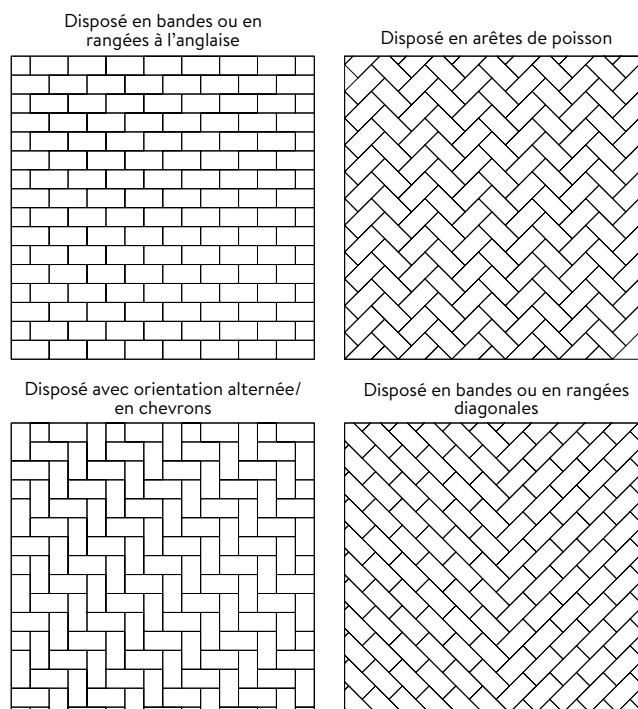 Disposé en bandes ou en
rangées à l'anglaise
Disposé en arêtes de poisson
Disposé avec orientation alternée/
en chevrons
Disposé en bandes ou en rangées
diagonales